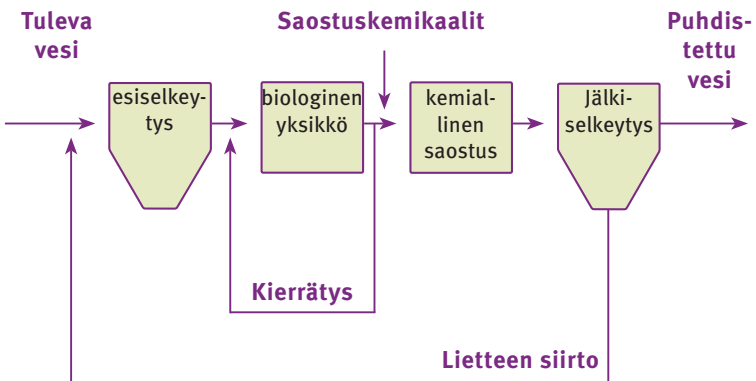 Tuleva
vesi
Saostuskemikaalit
Puhdis-
tettu
vesi
esiselkey-
tys
biologinen
yksikkö
kemial-
linen
saostus
Jälki-
selkeytys
Kierrätys
Lietteen siirto